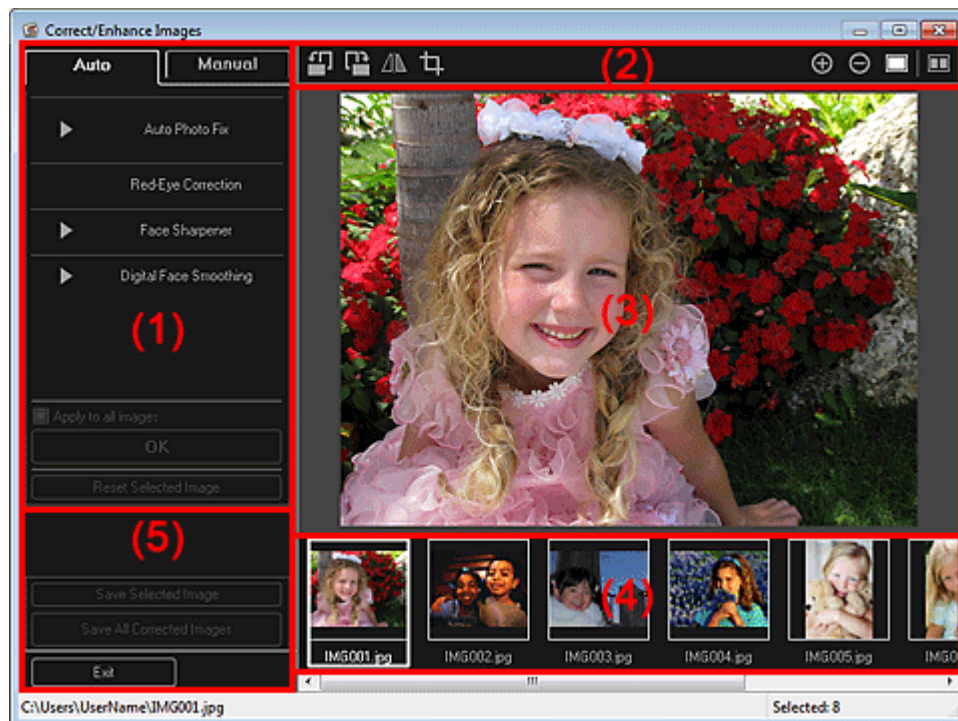 Correct/Enhance Images
Auto Manual
(2)
Auto Photo Fix
Red-Eye Correction
Face Sharpener
Digital Face Smoothing
(1)
(3)
Apply to all images
OK
Reset Selected Image
(5)
Save Selected Image
Save All Corrected Images
Exit
(4)
IMG001.jpg IMG002.jpg IMG003.jpg IMG004.jpg IMG005.jpg IMG0
C:\Users\UserName\IMG001.jpg Selected: 8